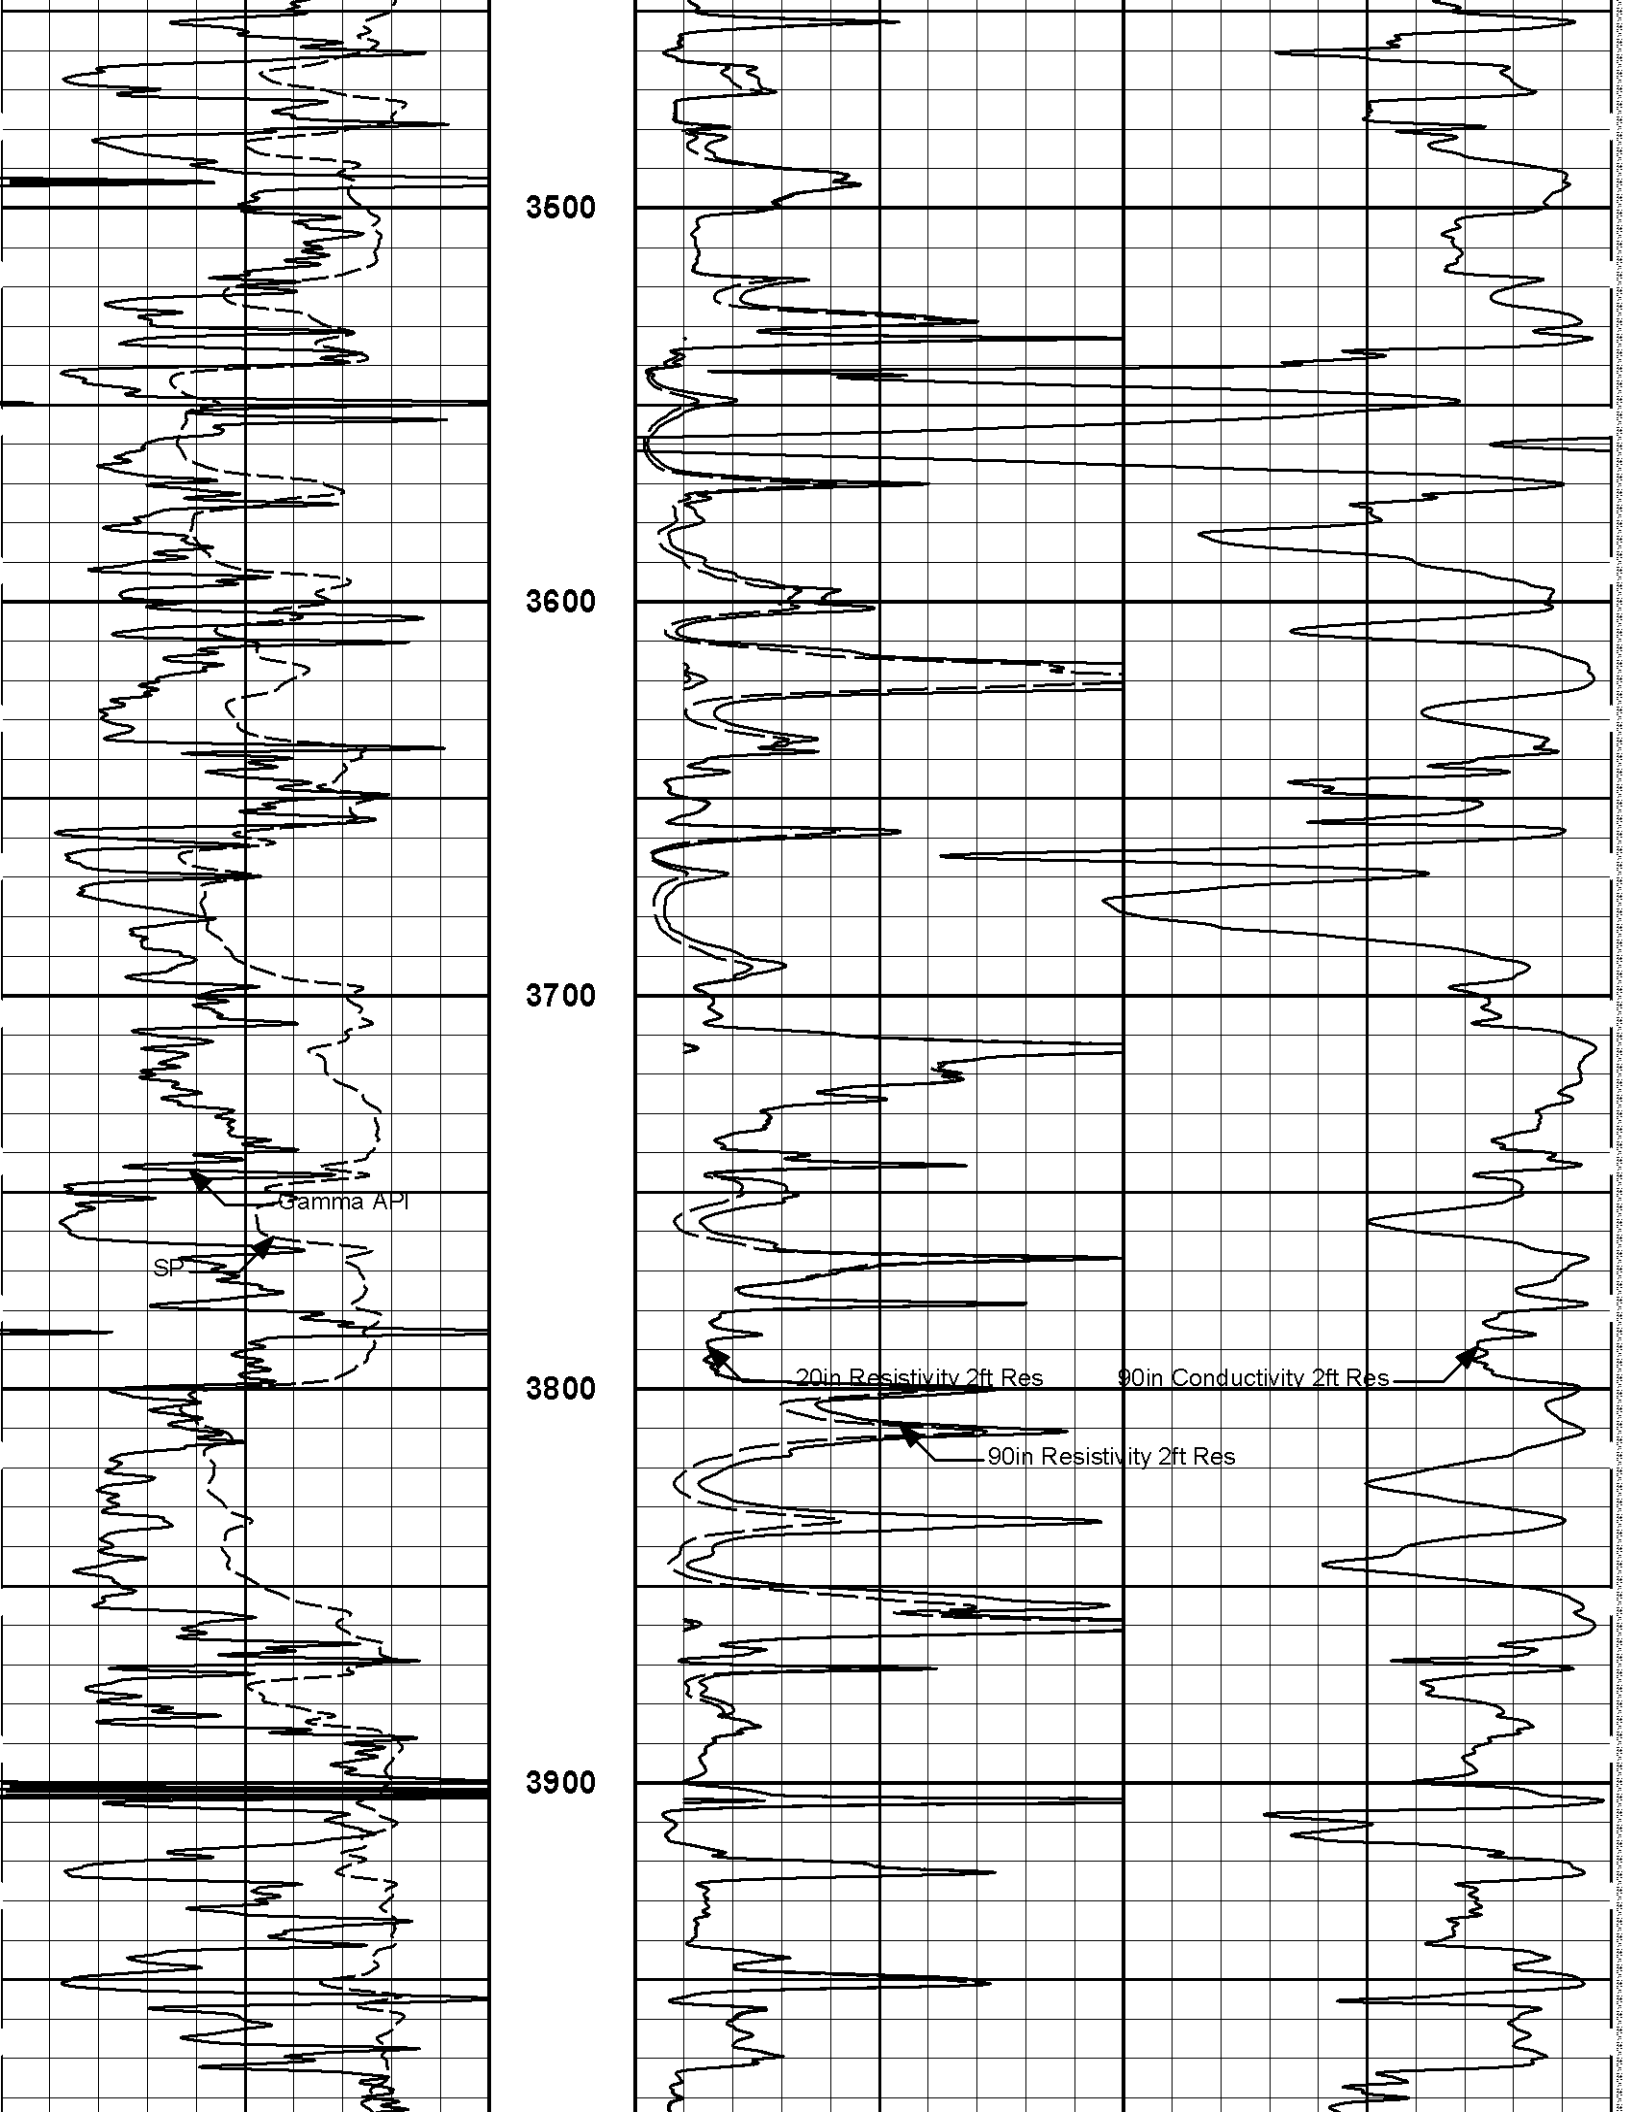 3500
3600
3700
Gamma API
SP
20in Resistivity 2ft Res
90in Conductivity 2ft Res
3800
90in Resistivity 2ft Res
3900